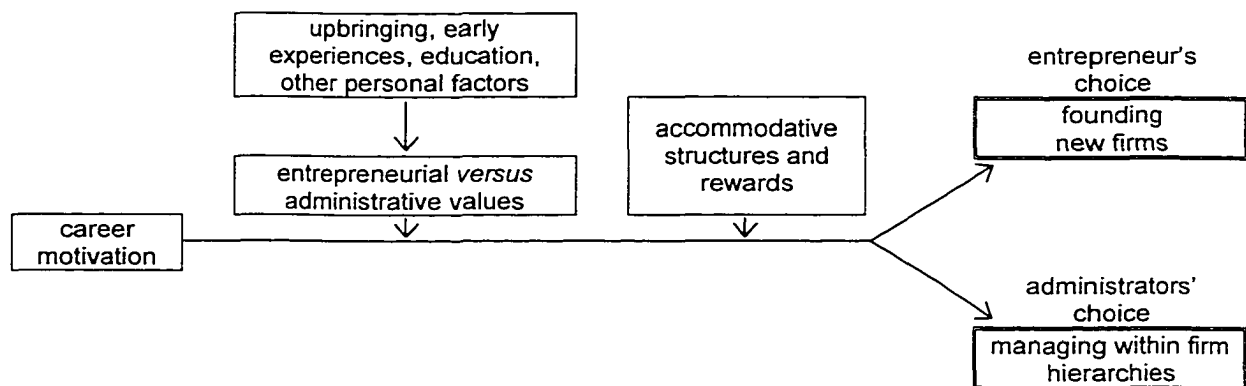 upbringing, early
experiences, education,
other personal factors
entrepreneurial versus
administrative values
career
motivation
accommodative
structures and
rewards
entrepreneur's
choice
founding
new firms
administrators'
choice
managing within firm
hierarchies